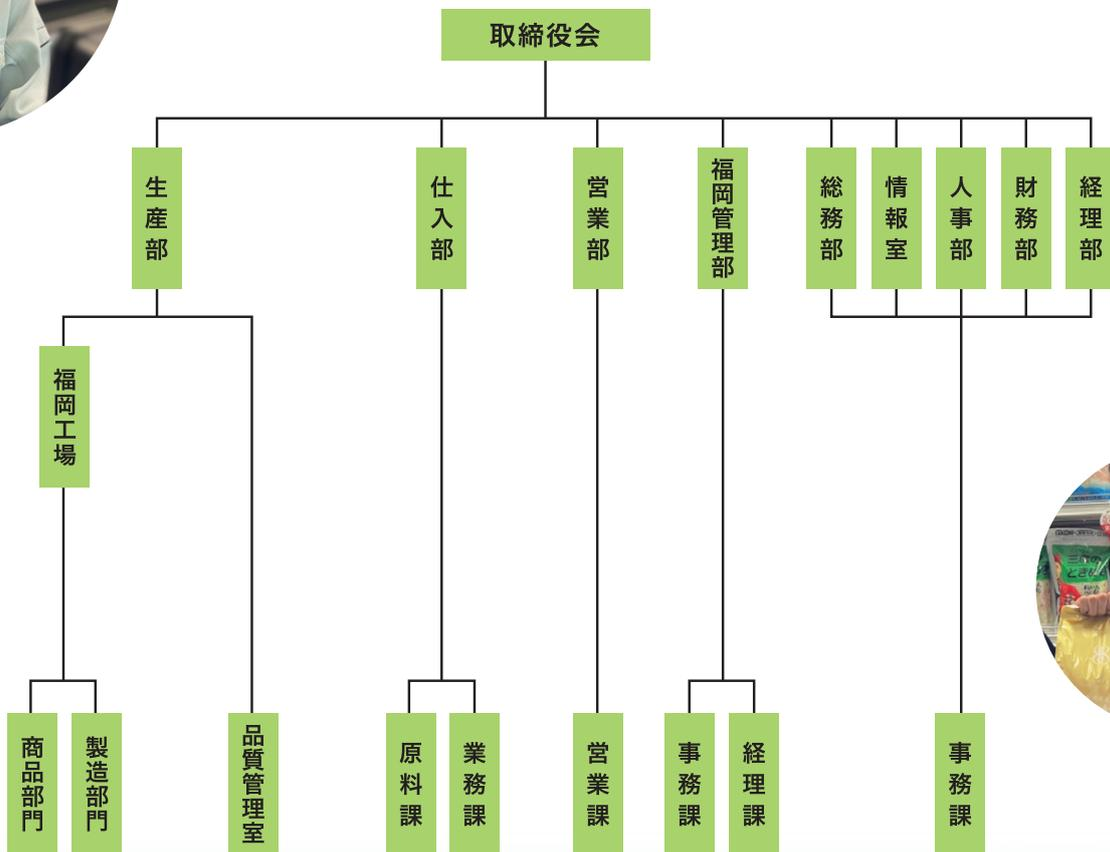 取締役会
生産部
仕入部
営業部
福岡管理部
総務部
情報室
人事部
財務部
経理部
福岡工場
商品部門
製造部門
品質管理室
原料課
業務課
営業課
事務課
経理課
事務課